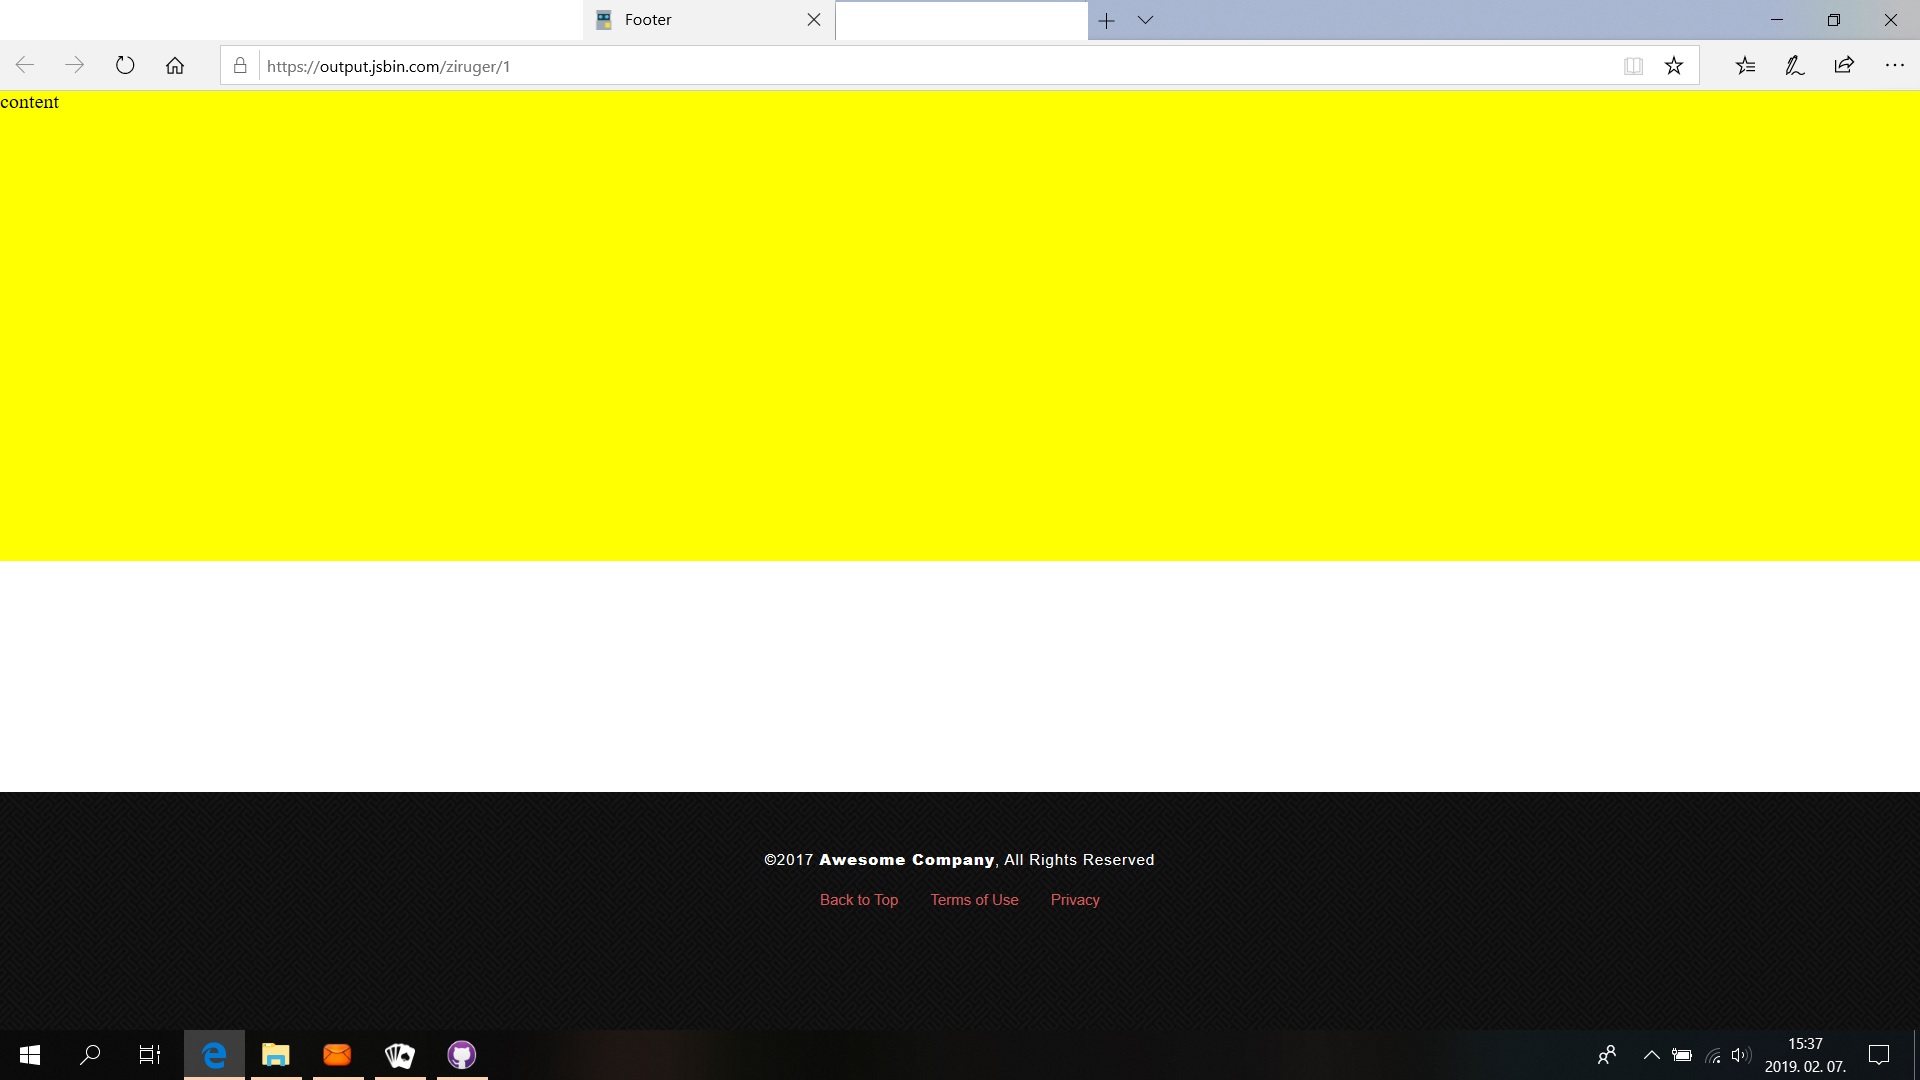 Footer
https://output.jsbin.com/ziruger/1
content
©2017 Awesome Company, All Rights Reserved
Back to Top Terms of Use Privacy
15:37
2019. 02. 07.